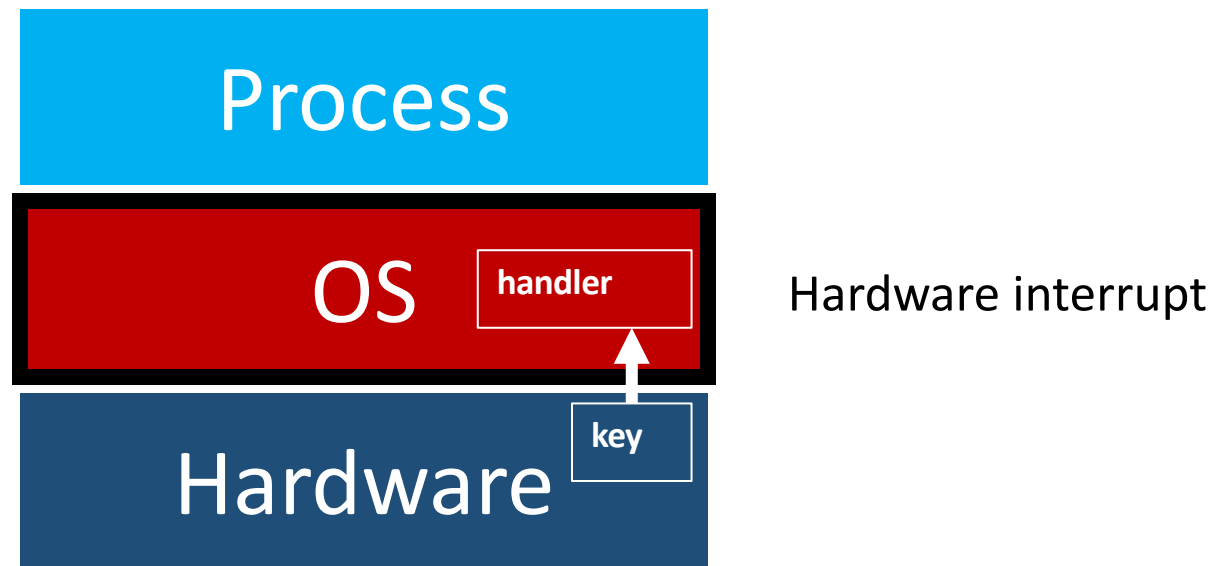 Process
OS
handler
Hardware interrupt
key
Hardware